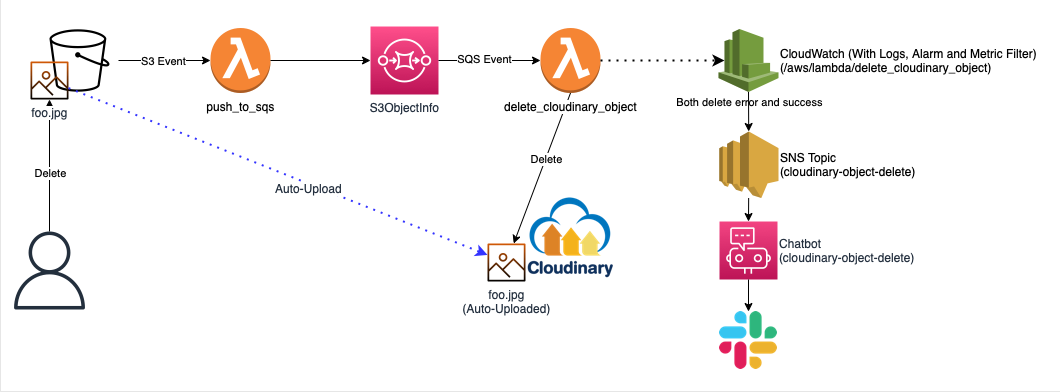 S3 Event
SQS Event
CloudWatch (With Logs, Alarm and Metric Filter)
(/aws/lambda/delete_cloudinary_object)
foo.jpg
push_to_sqs
S3ObjectInfo
delete_cloudinary_object
Both delete error and success
Delete
Delete
Auto-Upload
SNS Topic
(cloudinary-object-delete)
Cloudinary
foo.jpg
(Auto-Uploaded)
Chatbot
(cloudinary-object-delete)